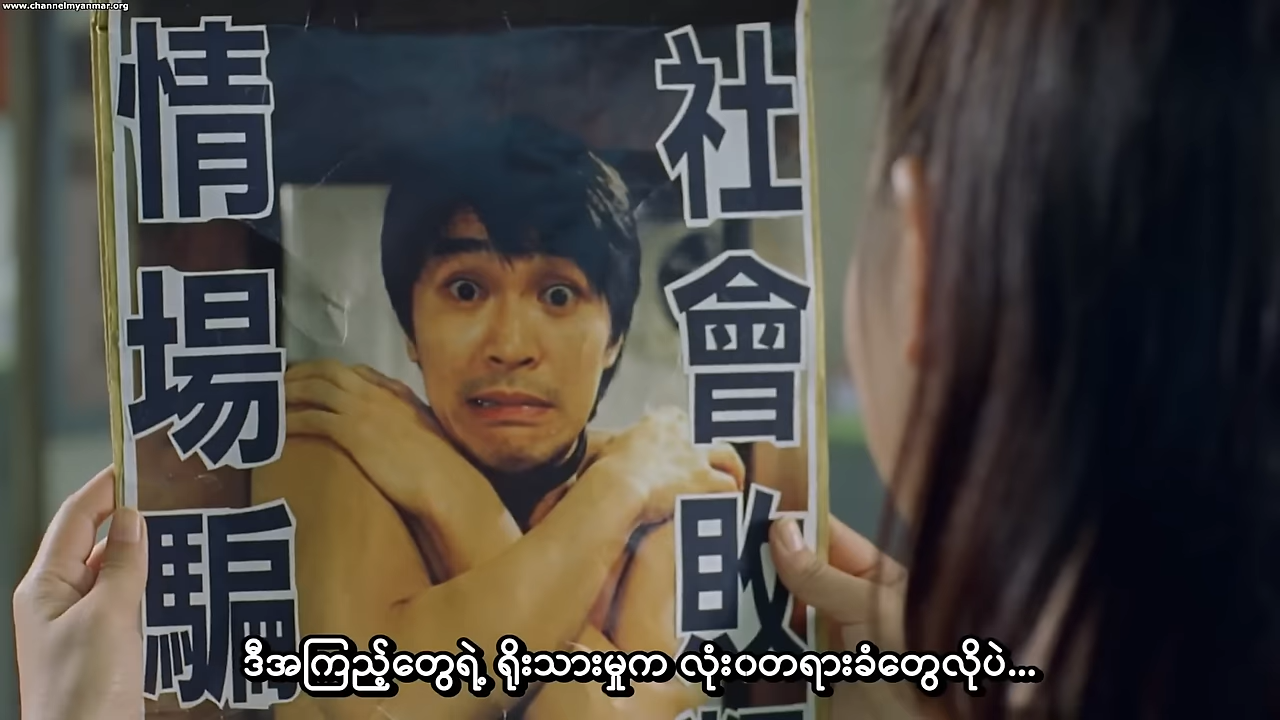 www.channelmyanmar.org
社會敗
情場騙
ဒီအကြည့်တွေရဲ့ ရိုးသားမှုက လုံး၀တရားခံတွေလိုပဲ...